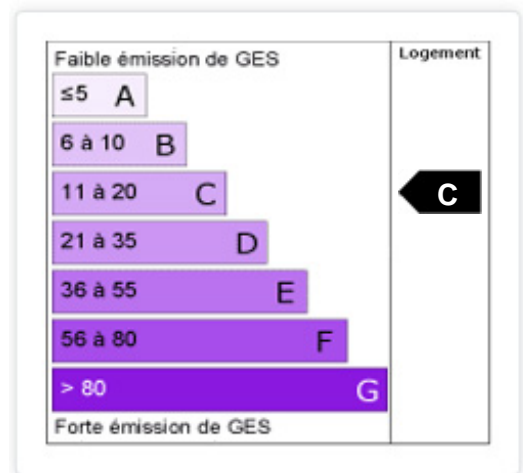 Faible émission de GES
Logement
≤5 A
6 à 10 B
11 à 20 C
C
21 à 35 D
36 à 55 E
56 à 80 F
> 80 G
Forte émission de GES